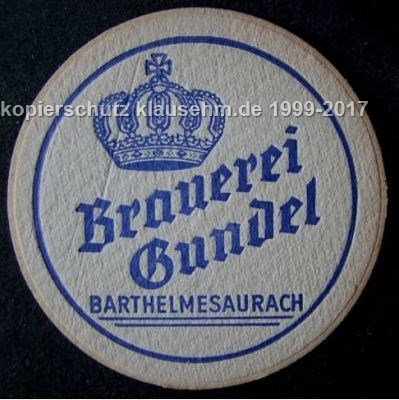 kopierschutz klausehm.de 1999-2017
Brauerei
Gundel
BARTHELMESAURACH